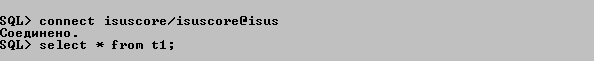 SQL> connect isuscore/isuscore@isus
Соединено.
SQL> select * from t1;